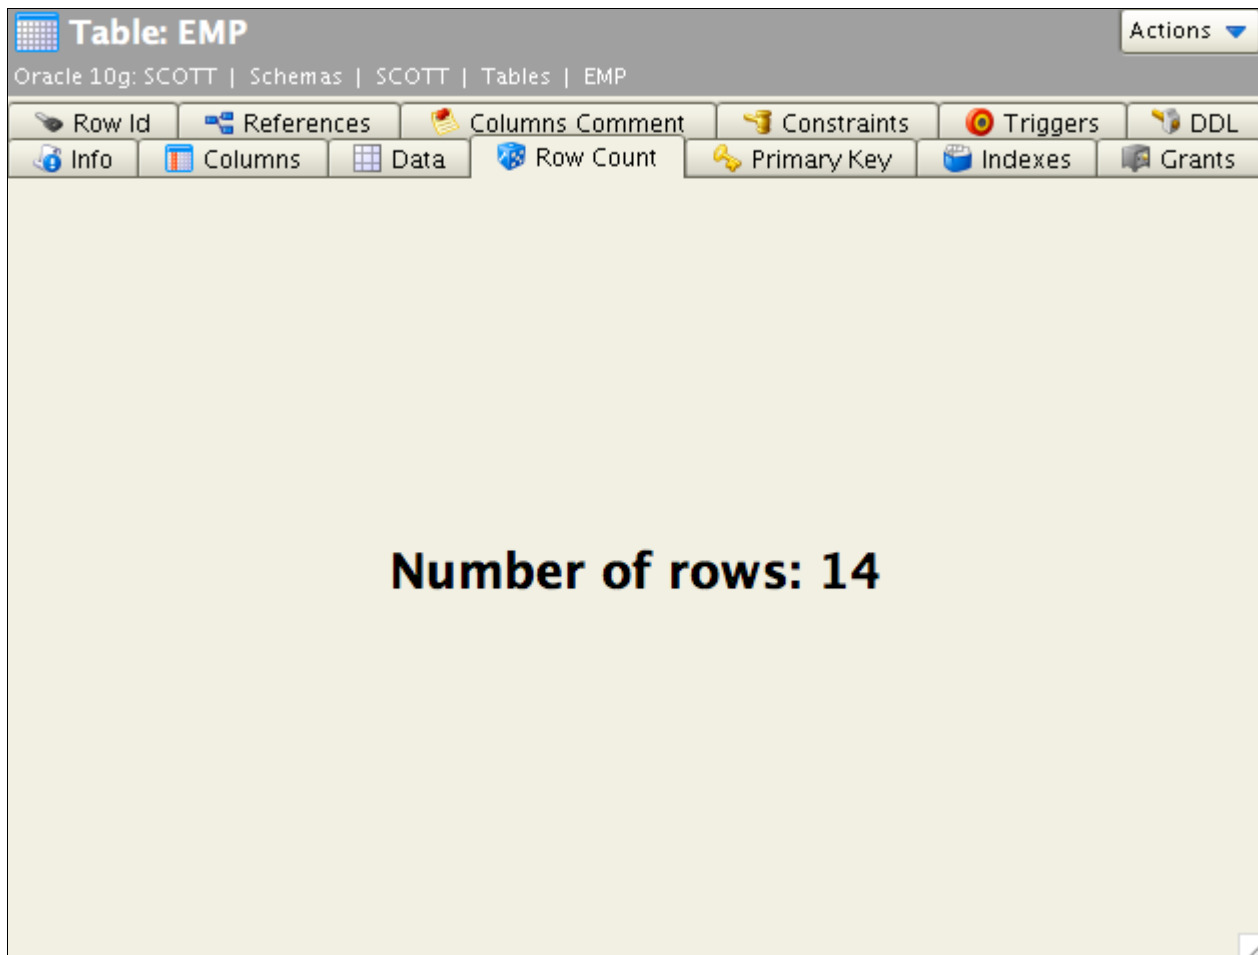 Table: EMP
Actions
Oracle 10g: SCOTT | Schemas | SCOTT | Tables | EMP
Row Id References Columns Comment Constraints Triggers DDL
Info Columns Data Row Count Primary Key Indexes Grants
Number of rows: 14